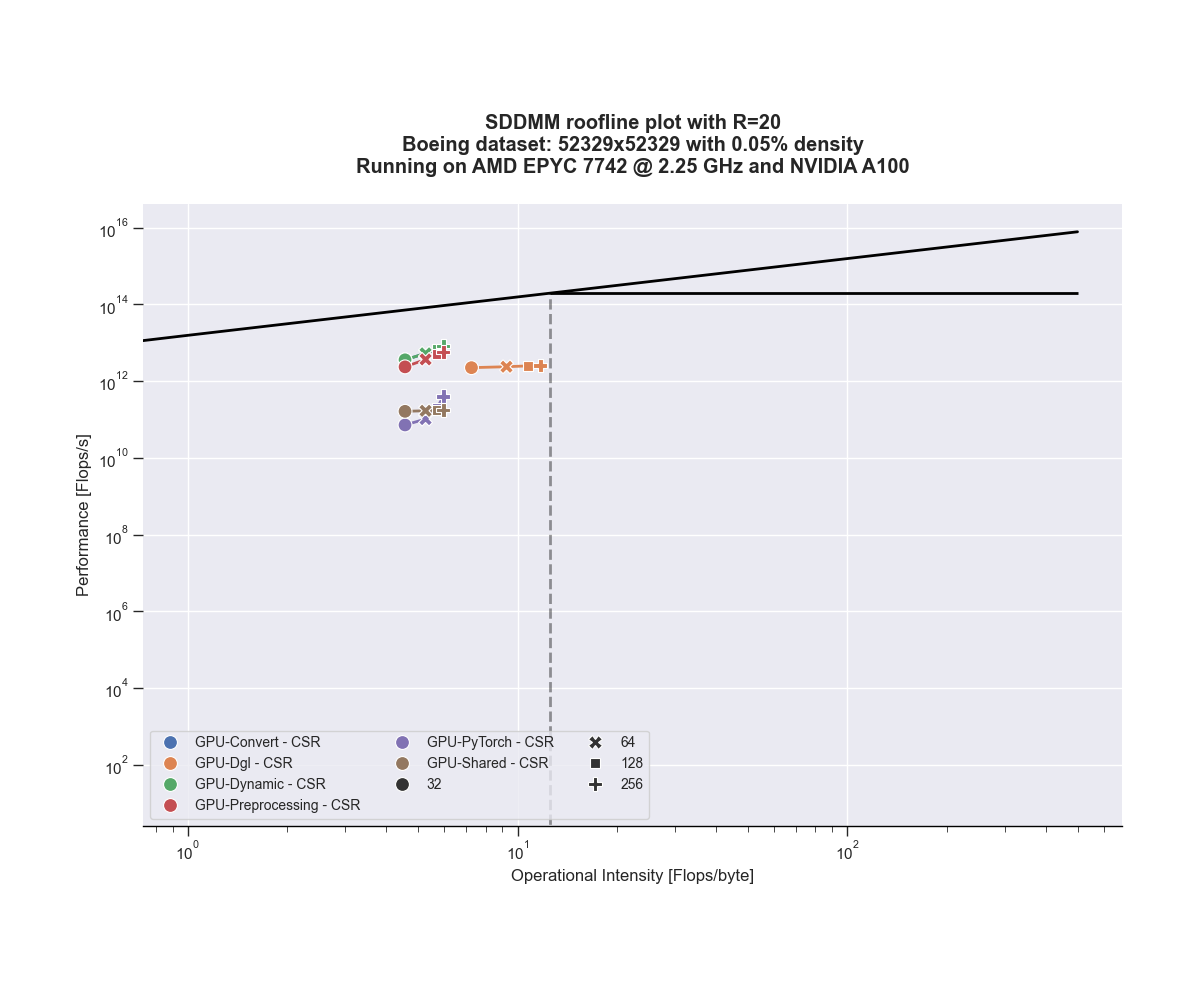 SDDMM roofline plot with R=20
Boeing dataset: 52329x52329 with 0.05% density
Running on AMD EPYC 7742 @ 2.25 GHz and NVIDIA A100
Performance [Flops/s]
10^16
10^14
10^12
10^10
10^8
10^6
10^4
10^2
GPU-Convert - CSR
GPU-Dgl - CSR
GPU-Dynamic - CSR
GPU-Preprocessing - CSR
GPU-PyTorch - CSR
GPU-Shared - CSR
32
64
128
256
10^0
10^1
10^2
Operational Intensity [Flops/byte]